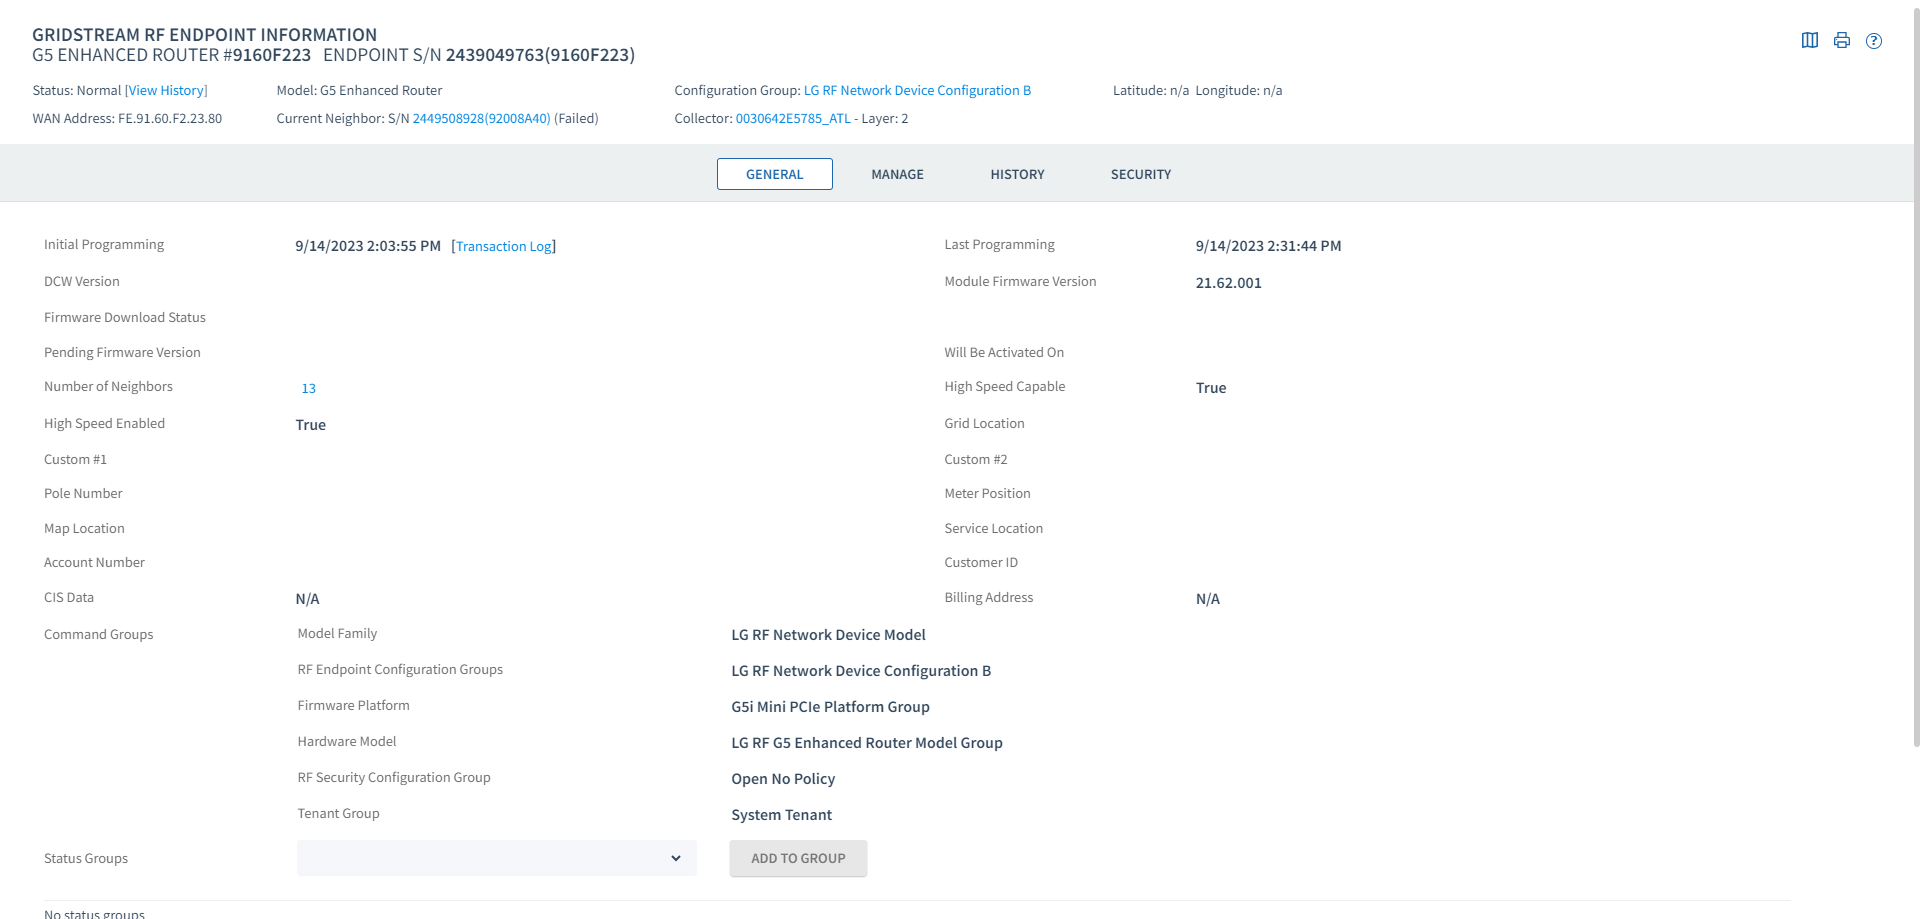 GRIDSTREAM RF ENDPOINT INFORMATION
G5 ENHANCED ROUTER #9160F223 ENDPOINT S/N 2439049763(9160F223)
Status: Normal [View History] Model: G5 Enhanced Router Configuration Group: LG RF Network Device Configuration B Latitude: n/a Longitude: n/a
WAN Address: FE.91.60.F2.23.80 Current Neighbor: S/N 2449508928(92008A40) (Failed) Collector: 0030642E5785_ATL - Layer: 2
GENERAL MANAGE HISTORY SECURITY
Initial Programming 9/14/2023 2:03:55 PM [Transaction Log] Last Programming 9/14/2023 2:31:44 PM
DCW Version Module Firmware Version 21.62.001
Firmware Download Status
Pending Firmware Version Will Be Activated On
Number of Neighbors 13 High Speed Capable True
High Speed Enabled True Grid Location
Custom #1 Custom #2
Pole Number Meter Position
Map Location Service Location
Account Number Customer ID
CIS Data N/A Billing Address N/A
Command Groups Model Family LG RF Network Device Model
RF Endpoint Configuration Groups LG RF Network Device Configuration B
Firmware Platform G5i Mini PCIe Platform Group
Hardware Model LG RF G5 Enhanced Router Model Group
RF Security Configuration Group Open No Policy
Tenant Group System Tenant
Status Groups ADD TO GROUP
No status groups